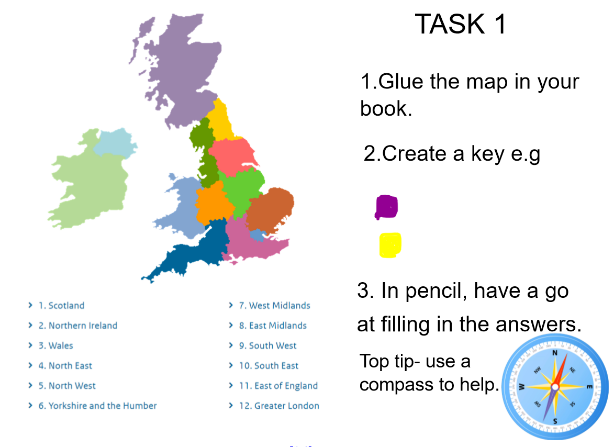 TASK 1
1.Glue the map in your
book.
2.Create a key e.g
3. In pencil, have a go
at filling in the answers.
Top tip- use a
compass to help.
1. Scotland
2. Northern Ireland
3. Wales
4. North East
5. North West
6. Yorkshire and the Humber
7. West Midlands
8. East Midlands
9. South West
10. South East
11. East of England
12. Greater London
N
E
S
W